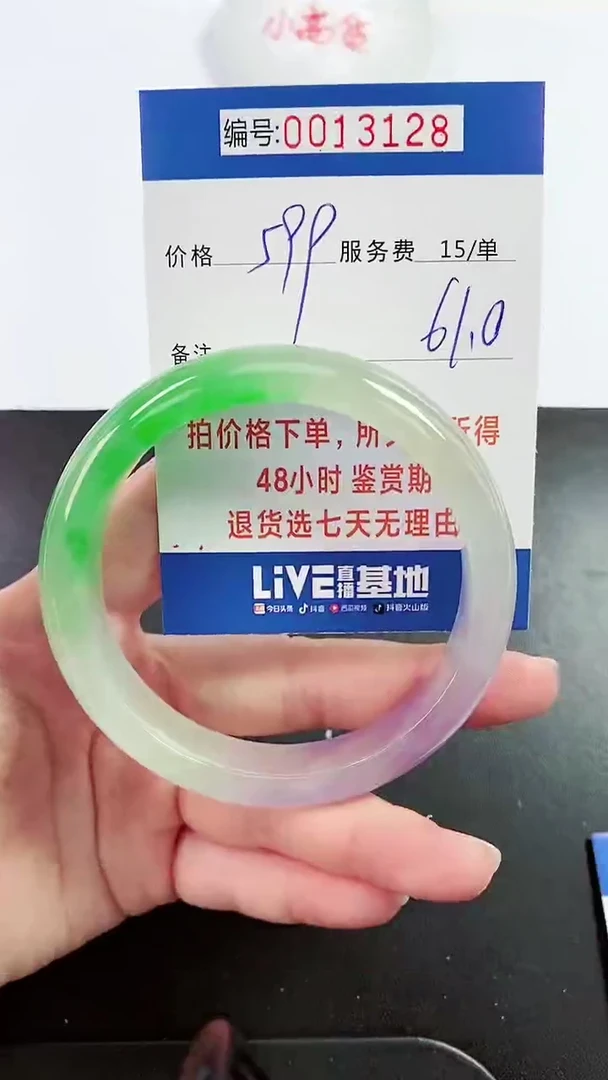 小高货
编号:0013128
价格 599 服务费 15/单
61.0
备注
拍价格下单，所 所得
48小时 鉴赏期
退货选七天无理由
LiVE直播基地
今日头条 抖音 西瓜视频 抖音火山版